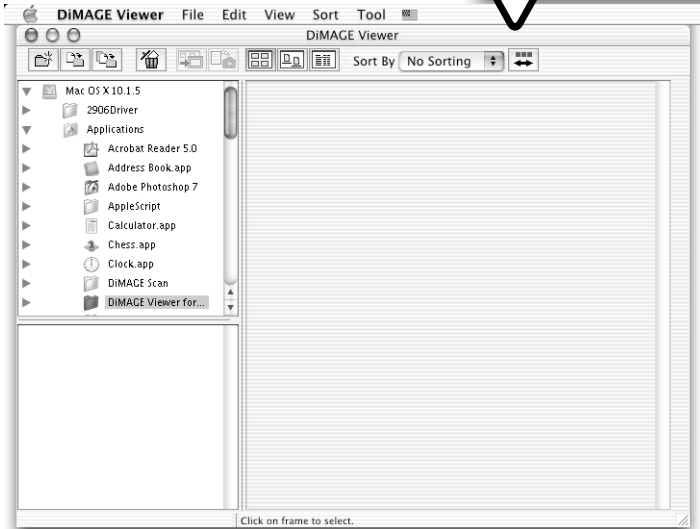 DiMAGE Viewer File Edit View Sort Tool
DiMAGE Viewer
Sort By No Sorting
Mac OS X 10.1.5
2906Driver
Applications
Acrobat Reader 5.0
Address Book.app
Adobe Photoshop 7
AppleScript
Calculator.app
Chess.app
Clock.app
DiMAGE Scan
DiMAGE Viewer for...
Click on frame to select.